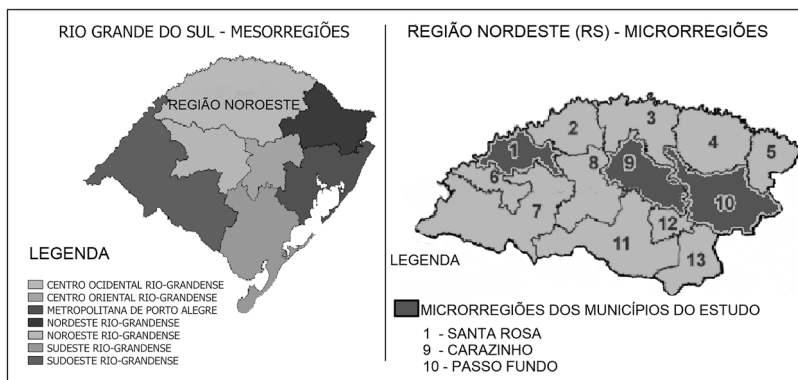 RIO GRANDE DO SUL - MESORREGIÕES
REGIÃO NOROESTE
LEGENDA
CENTRO OCIDENTAL RIO-GRANDENSE
CENTRO ORIENTAL RIO-GRANDENSE
METROPOLITANA DE PORTO ALEGRE
NORDESTE RIO-GRANDENSE
NOROESTE RIO-GRANDENSE
SUDESTE RIO-GRANDENSE
SUDOESTE RIO-GRANDENSE
REGIÃO NORDESTE (RS) - MICRORREGIÕES
1
2
3
4
5
6
7
8
9
10
11
12
13
LEGENDA
MICRORREGIÕES DOS MUNICÍPIOS DO ESTUDO
1 - SANTA ROSA
9 - CARAZINHO
10 - PASSO FUNDO